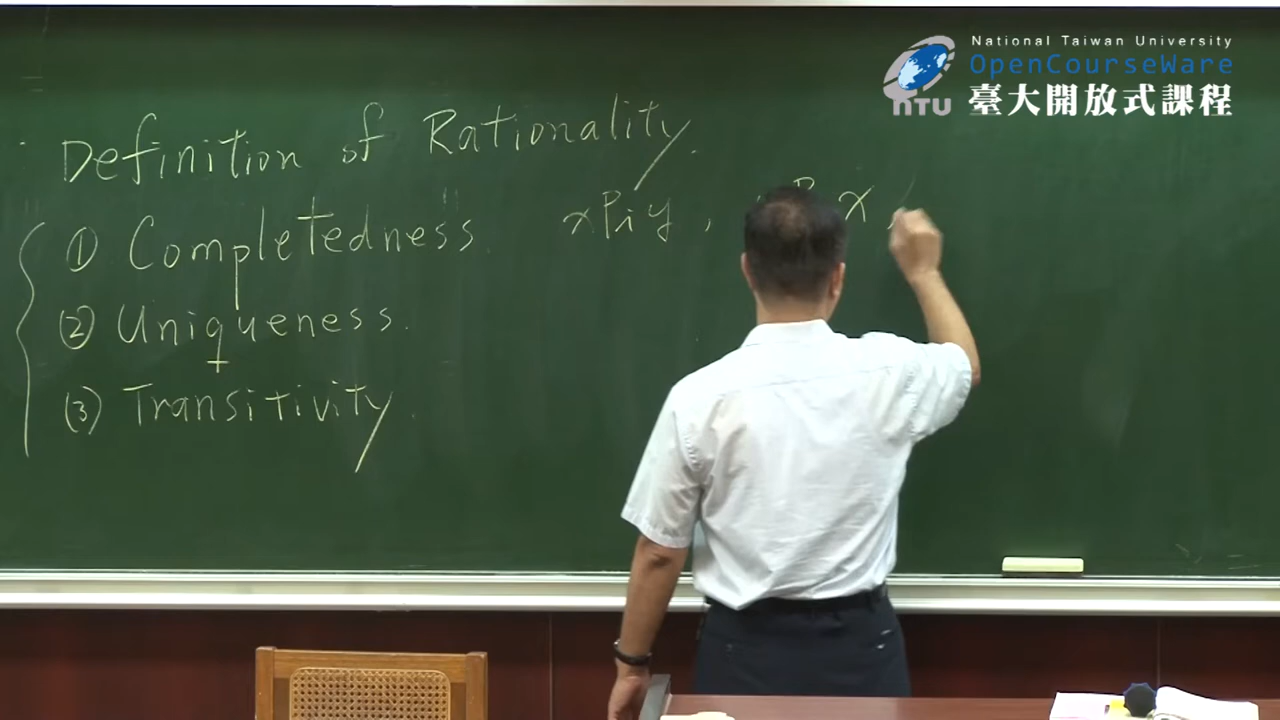 National Taiwan University
OpenCourseWare
臺大開放式課程
NTU
Definition of Rationality.
① Completedness. xPiy, P x
(2) Uniqueness.
(3) Transitivity.